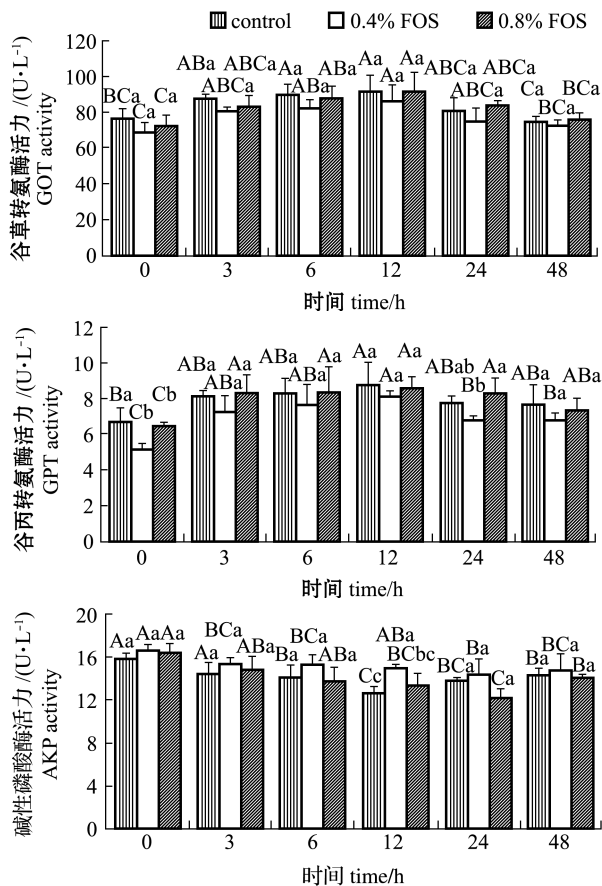 control 0.4% FOS 0.8% FOS
谷草转氨酶活力 /(U·L⁻¹)
GOT activity
120
100
80
60
40
20
0
BCa Ca Ca ABa ABCa ABCa Aa ABa ABa Aa Aa Aa ABCa ABCa ABCa Ca BCa BCa
0 3 6 12 24 48
时间 time/h
谷丙转氨酶活力 /(U·L⁻¹)
GPT activity
12
10
8
6
4
2
0
Ba Cb Cb ABa ABa Aa ABa ABa Aa Aa Aa Aa ABab Bb Aa ABa Ba ABa
0 3 6 12 24 48
时间 time/h
碱性磷酸酶活力 /(U·L⁻¹)
AKP activity
20
16
12
8
4
0
Aa Aa Aa Aa BCa ABa Ba BCa ABa Cc ABa BCbc BCa Ba Ca Ba BCa Ba
0 3 6 12 24 48
时间 time/h